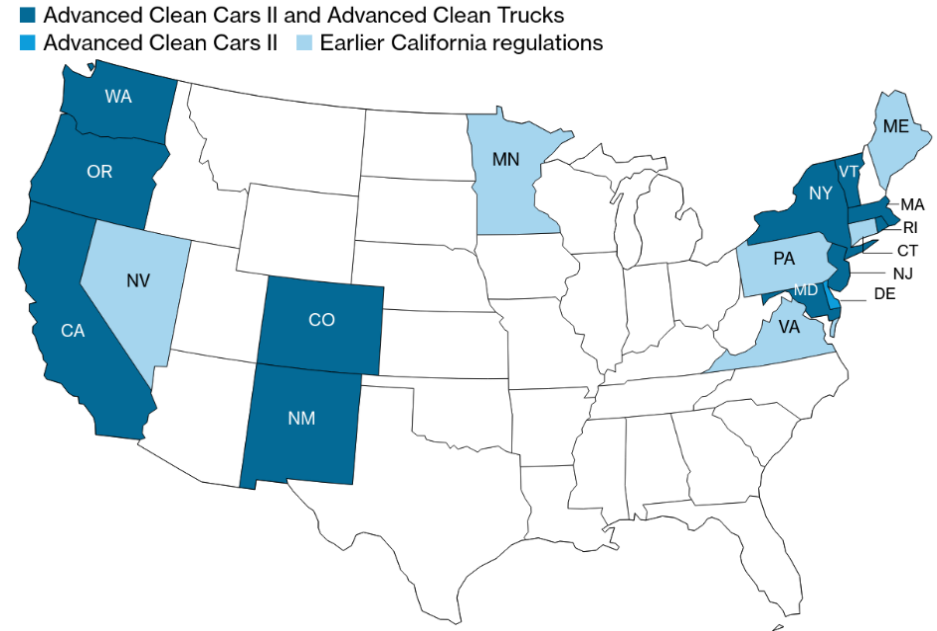 Advanced Clean Cars II and Advanced Clean Trucks
Advanced Clean Cars II Earlier California regulations
WA
ME
MN
OR
VT
NY
MA
RI
CT
PA
NJ
NV
MD
DE
CO
VA
CA
NM